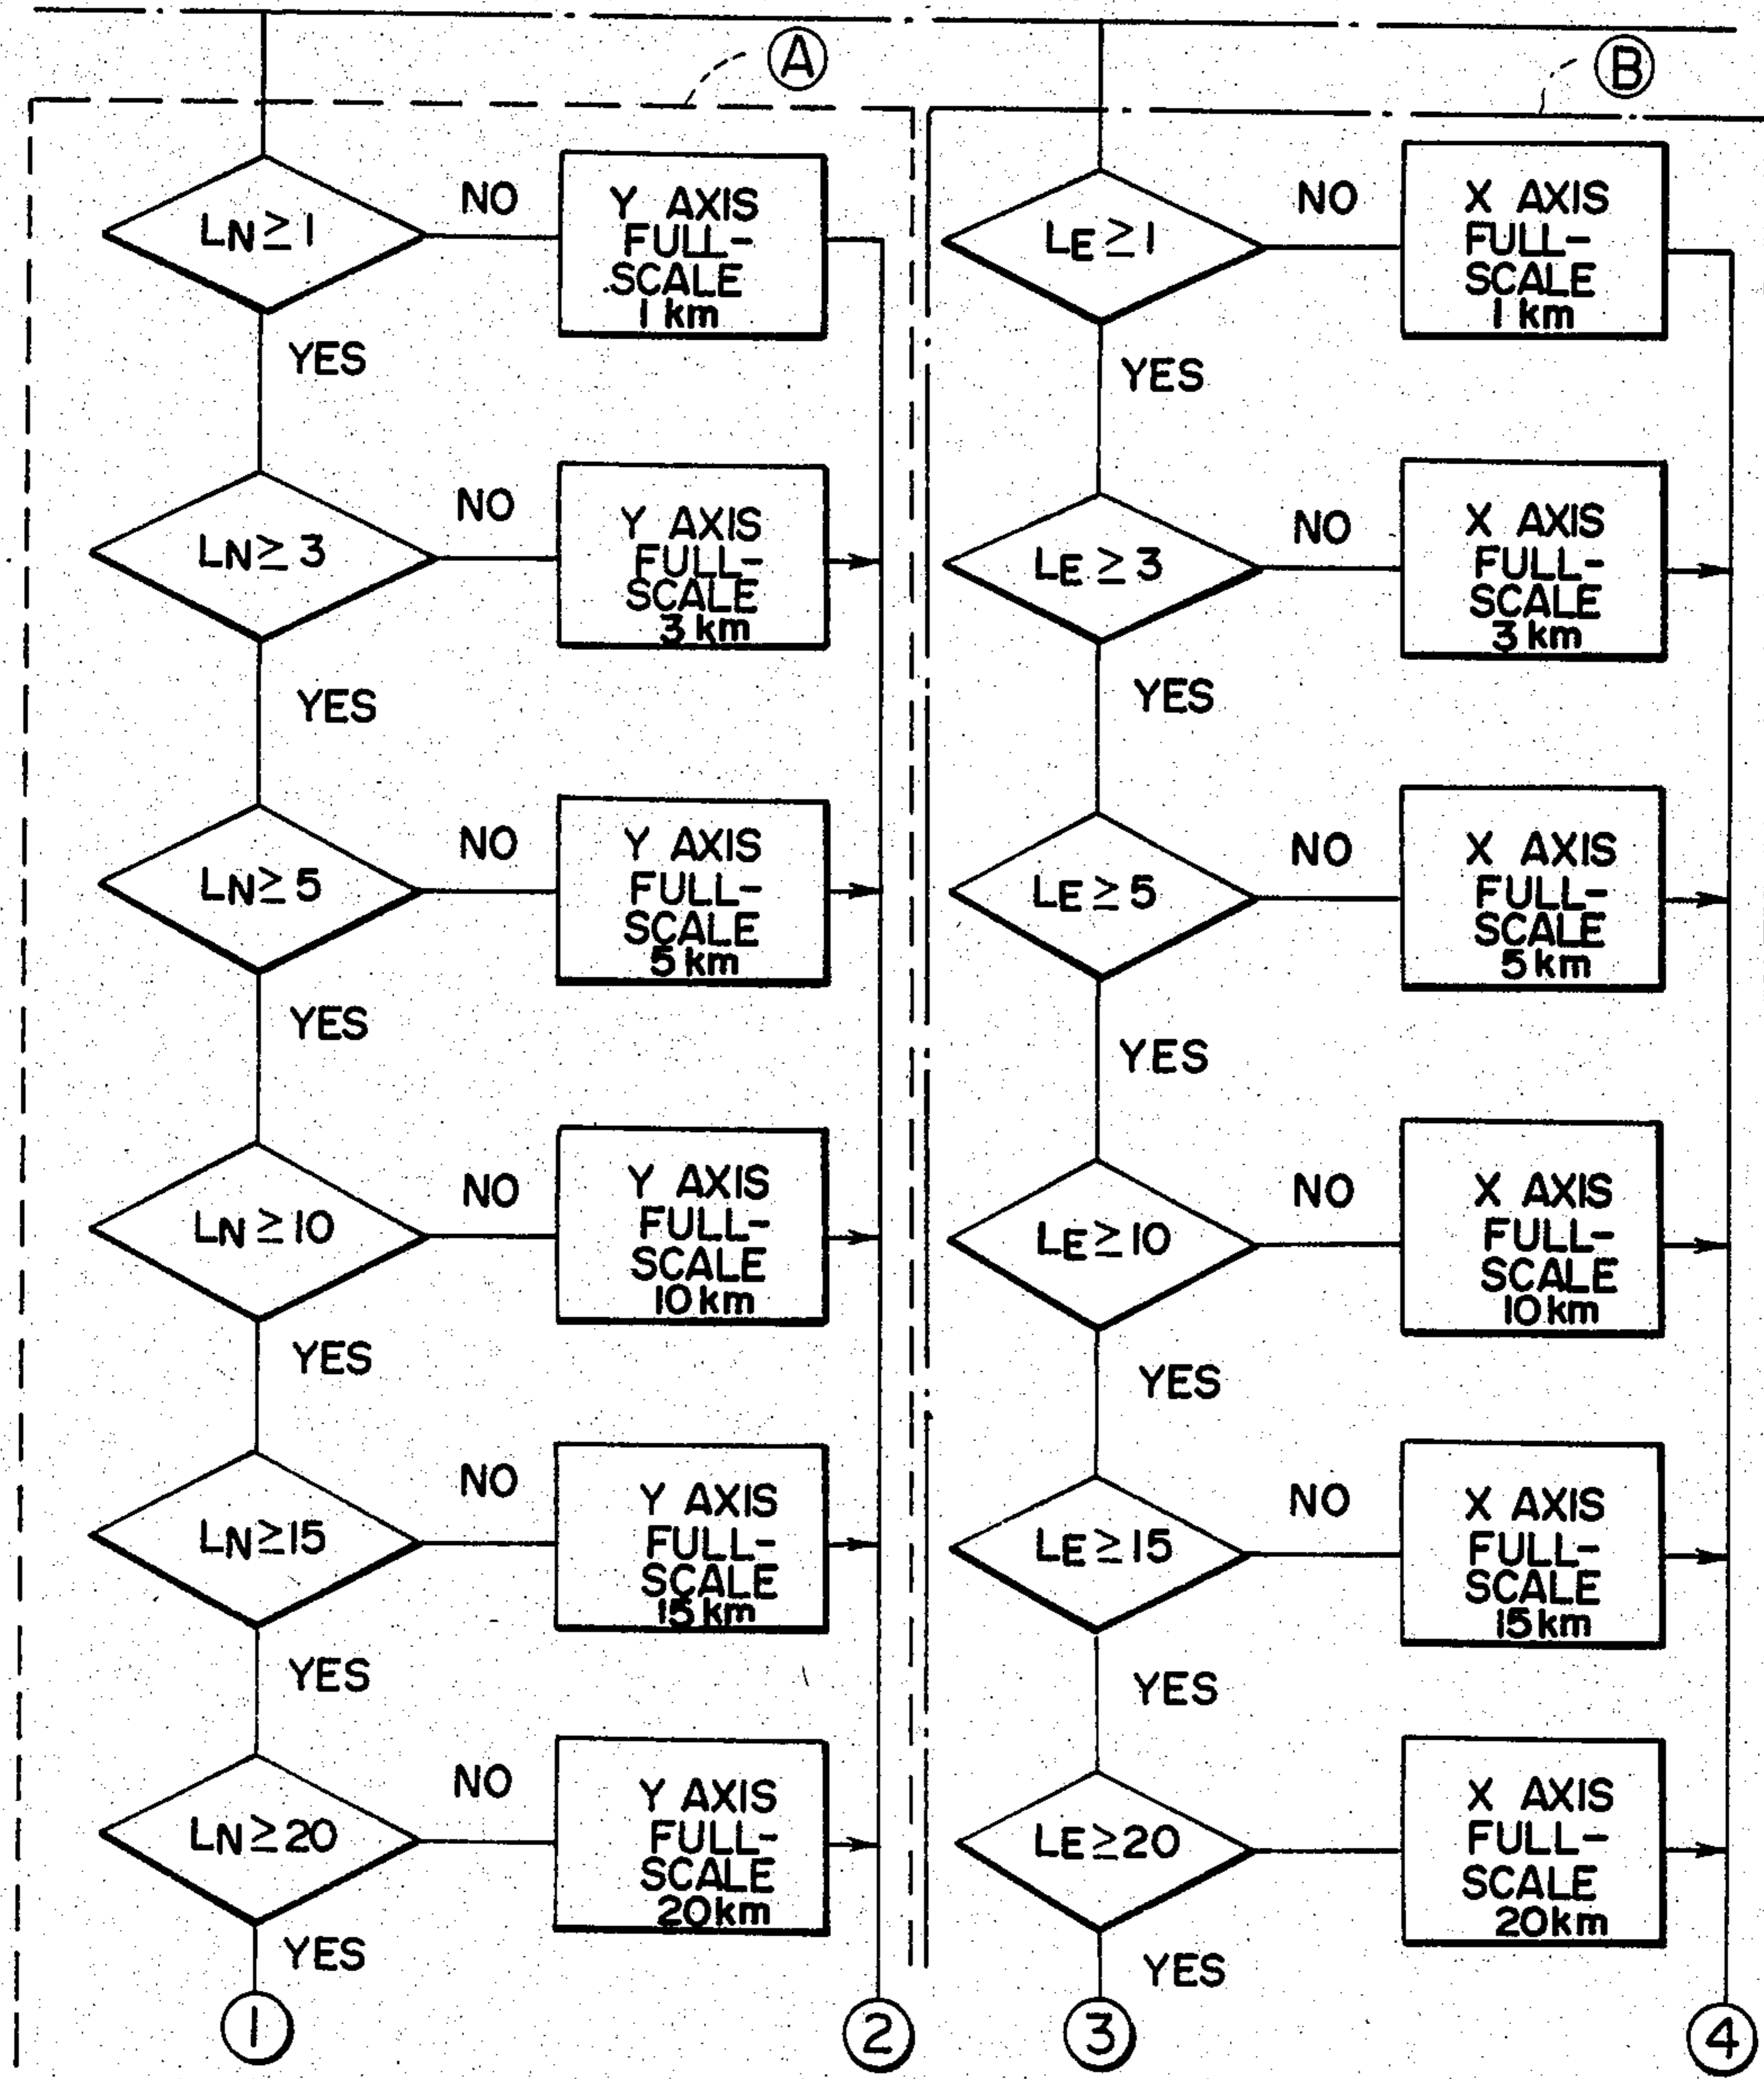 A
LN ≥ 1
NO
Y AXIS
FULL-
SCALE
1 km
YES
LN ≥ 3
NO
Y AXIS
FULL-
SCALE
3 km
YES
LN ≥ 5
NO
Y AXIS
FULL-
SCALE
5 km
YES
LN ≥ 10
NO
Y AXIS
FULL-
SCALE
10 km
YES
LN ≥ 15
NO
Y AXIS
FULL-
SCALE
15 km
YES
LN ≥ 20
NO
Y AXIS
FULL-
SCALE
20 km
YES
1
2
B
LE ≥ 1
NO
X AXIS
FULL-
SCALE
1 km
YES
LE ≥ 3
NO
X AXIS
FULL-
SCALE
3 km
YES
LE ≥ 5
NO
X AXIS
FULL-
SCALE
5 km
YES
LE ≥ 10
NO
X AXIS
FULL-
SCALE
10 km
YES
LE ≥ 15
NO
X AXIS
FULL-
SCALE
15 km
YES
LE ≥ 20
NO
X AXIS
FULL-
SCALE
20 km
YES
3
4